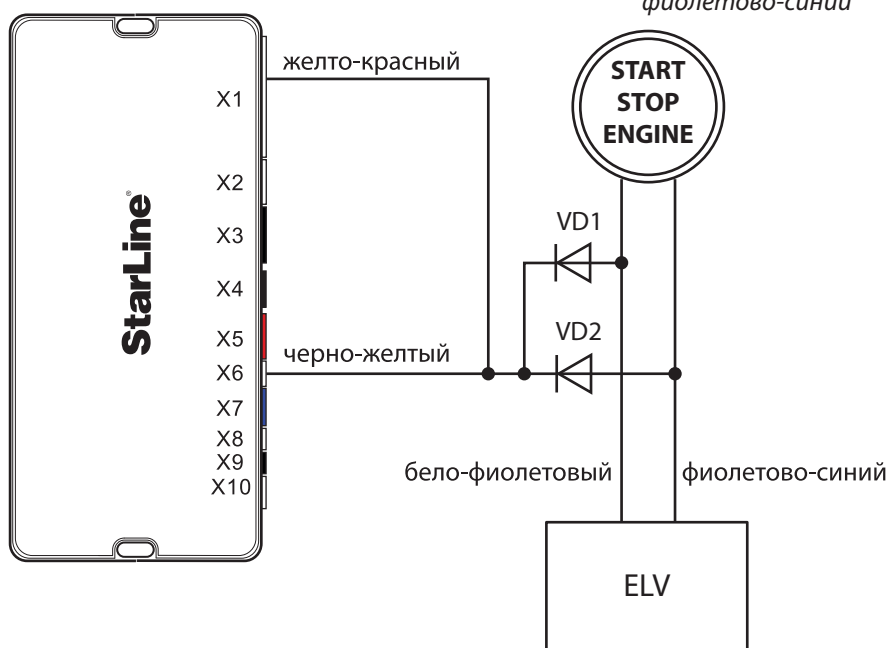 фиолетово-синий
желто-красный
START
STOP
ENGINE
X1
X2
VD1
X3
StarLine®
X4
VD2
X5
черно-желтый
X6
X7
X8
X9
бело-фиолетовый
фиолетово-синий
X10
ELV